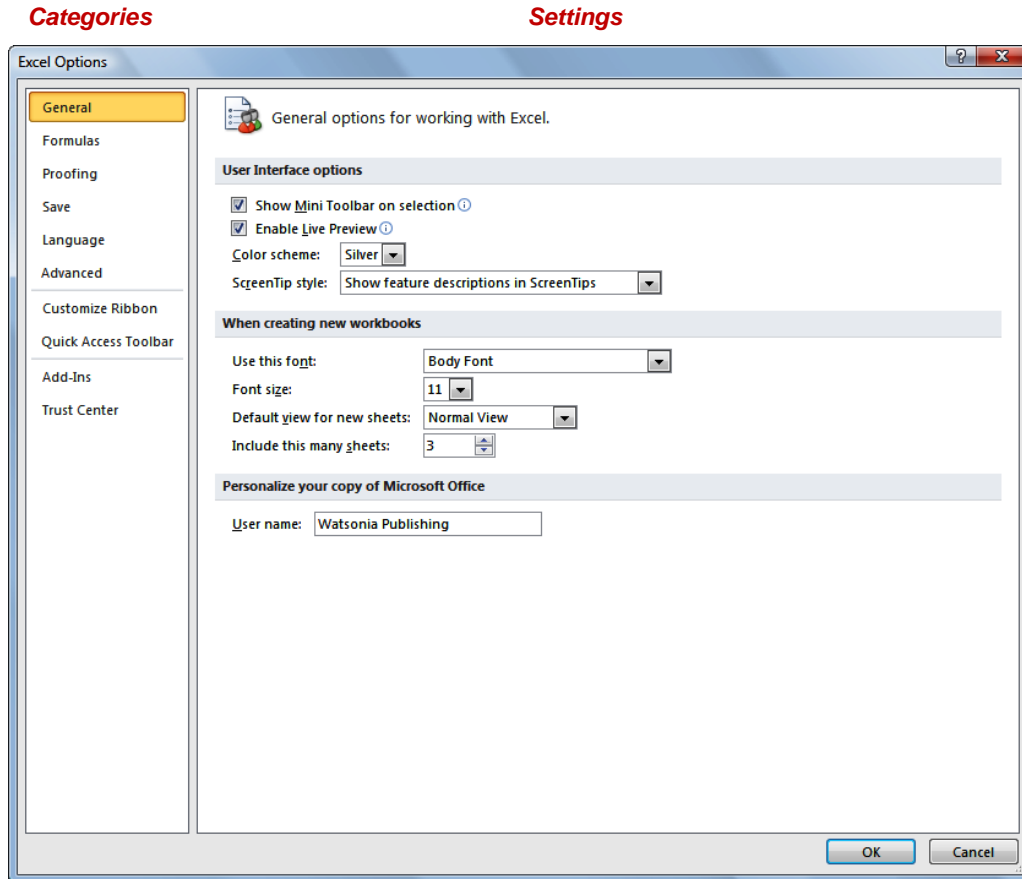 Categories Settings
Excel Options
General
Formulas
Proofing
Save
Language
Advanced
Customize Ribbon
Quick Access Toolbar
Add-Ins
Trust Center
General options for working with Excel.
User Interface options
Show Mini Toolbar on selection
Enable Live Preview
Color scheme: Silver
ScreenTip style: Show feature descriptions in ScreenTips
When creating new workbooks
Use this font: Body Font
Font size: 11
Default view for new sheets: Normal View
Include this many sheets: 3
Personalize your copy of Microsoft Office
User name: Watsonia Publishing
OK Cancel